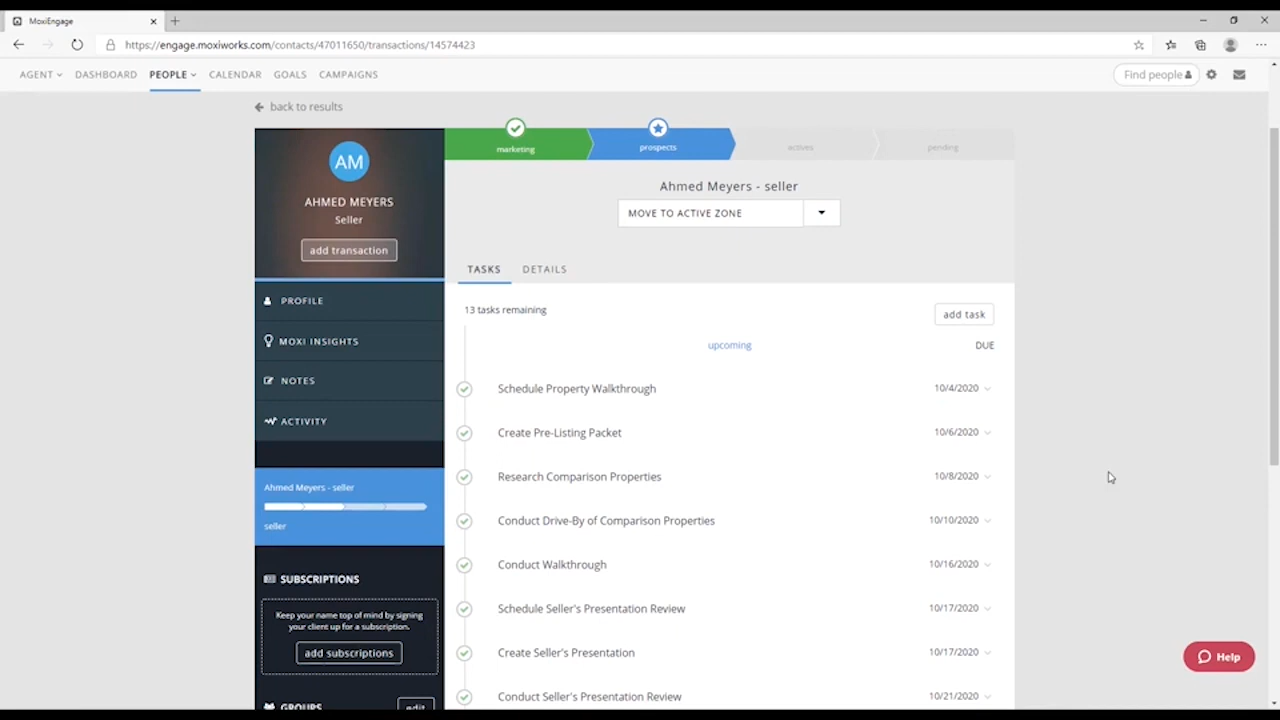 MoxiEngage
https://engage.moxiworks.com/contacts/47011650/transactions/14574423
AGENT DASHBOARD PEOPLE CALENDAR GOALS CAMPAIGNS Find people
back to results
AM
AHMED MEYERS
Seller
add transaction
PROFILE
MOXI INSIGHTS
NOTES
ACTIVITY
Ahmed Meyers - seller
seller
SUBSCRIPTIONS
Keep your name top of mind by signing
your client up for a subscription.
add subscriptions
GROUPS edit
marketing prospects actives pending
Ahmed Meyers - seller
MOVE TO ACTIVE ZONE
TASKS DETAILS
13 tasks remaining add task
upcoming DUE
Schedule Property Walkthrough 10/4/2020
Create Pre-Listing Packet 10/6/2020
Research Comparison Properties 10/8/2020
Conduct Drive-By of Comparison Properties 10/10/2020
Conduct Walkthrough 10/16/2020
Schedule Seller's Presentation Review 10/17/2020
Create Seller's Presentation 10/17/2020
Conduct Seller's Presentation Review 10/21/2020
Help